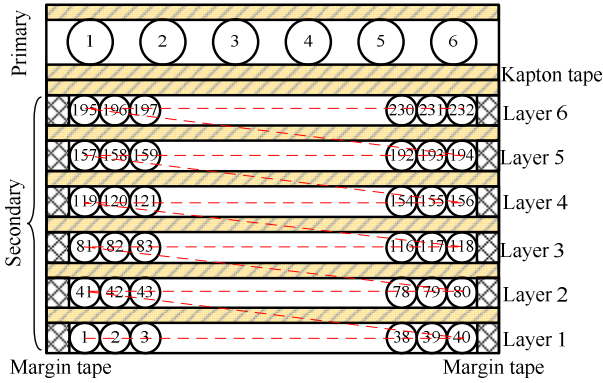 Primary
1 2 3 4 5 6
Kapton tape
Secondary
195 196 197 230 231 232 Layer 6
157 158 159 192 193 194 Layer 5
119 120 121 154 155 156 Layer 4
81 82 83 116 117 118 Layer 3
41 42 43 78 79 80 Layer 2
1 2 3 38 39 40 Layer 1
Margin tape Margin tape